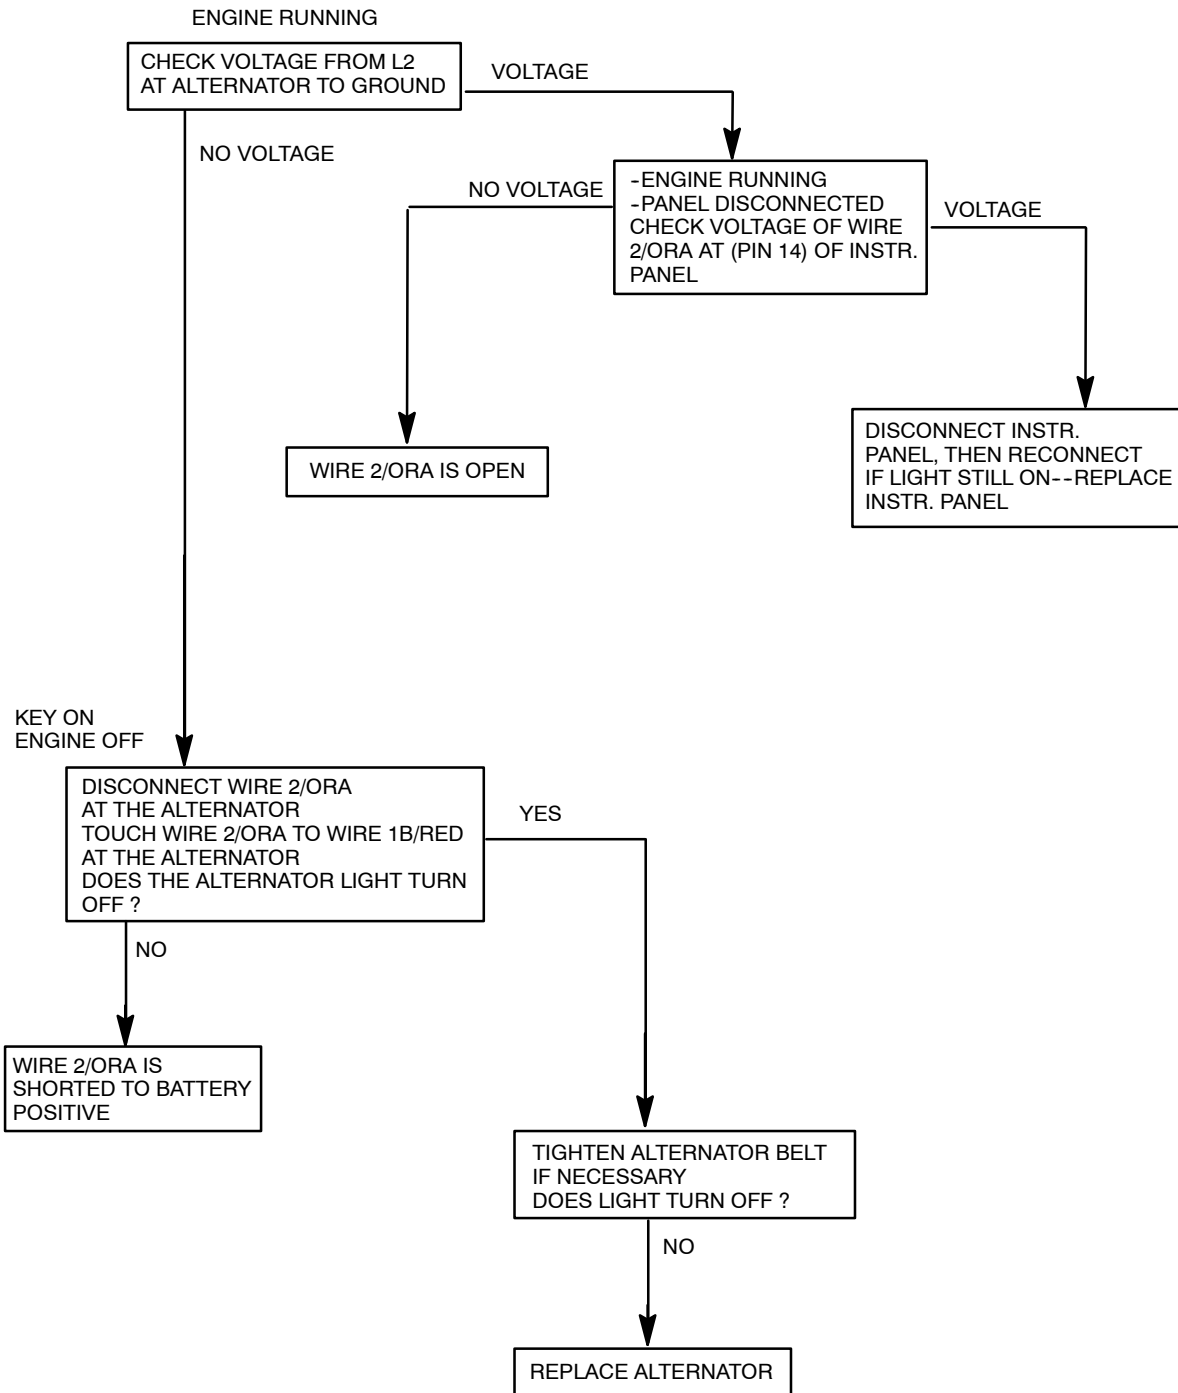 ENGINE RUNNING
CHECK VOLTAGE FROM L2
AT ALTERNATOR TO GROUND
VOLTAGE
NO VOLTAGE
-ENGINE RUNNING
-PANEL DISCONNECTED
CHECK VOLTAGE OF WIRE
2/ORA AT (PIN 14) OF INSTR.
PANEL
NO VOLTAGE
VOLTAGE
WIRE 2/ORA IS OPEN
DISCONNECT INSTR.
PANEL, THEN RECONNECT
IF LIGHT STILL ON--REPLACE
INSTR. PANEL
KEY ON
ENGINE OFF
DISCONNECT WIRE 2/ORA
AT THE ALTERNATOR
TOUCH WIRE 2/ORA TO WIRE 1B/RED
AT THE ALTERNATOR
DOES THE ALTERNATOR LIGHT TURN
OFF ?
YES
NO
WIRE 2/ORA IS
SHORTED TO BATTERY
POSITIVE
TIGHTEN ALTERNATOR BELT
IF NECESSARY
DOES LIGHT TURN OFF ?
NO
REPLACE ALTERNATOR